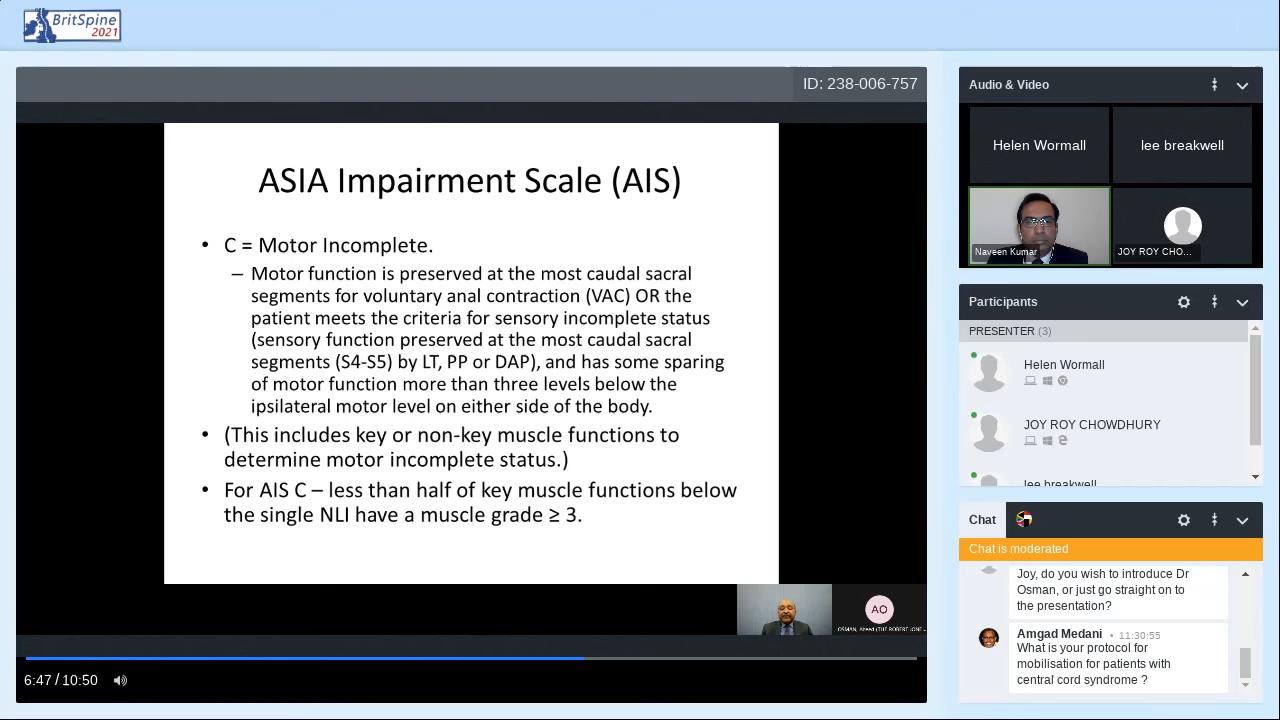 BritSpine
2021
ID: 238-006-757
ASIA Impairment Scale (AIS)
• C = Motor Incomplete.
– Motor function is preserved at the most caudal sacral
segments for voluntary anal contraction (VAC) OR the
patient meets the criteria for sensory incomplete status
(sensory function preserved at the most caudal sacral
segments (S4-S5) by LT, PP or DAP), and has some sparing
of motor function more than three levels below the
ipsilateral motor level on either side of the body.
• (This includes key or non-key muscle functions to
determine motor incomplete status.)
• For AIS C – less than half of key muscle functions below
the single NLI have a muscle grade ≥ 3.
AO
OSMAN, Aheed (THE ROBERT JONE...
6:47 / 10:50
Audio & Video
Helen Wormall
lee breakwell
Naveen Kumar
JOY ROY CHO...
Participants
PRESENTER (3)
Helen Wormall
JOY ROY CHOWDHURY
lee breakwell
Chat
Chat is moderated
Joy, do you wish to introduce Dr
Osman, or just go straight on to
the presentation?
Amgad Medani • 11:30:55
What is your protocol for
mobilisation for patients with
central cord syndrome ?